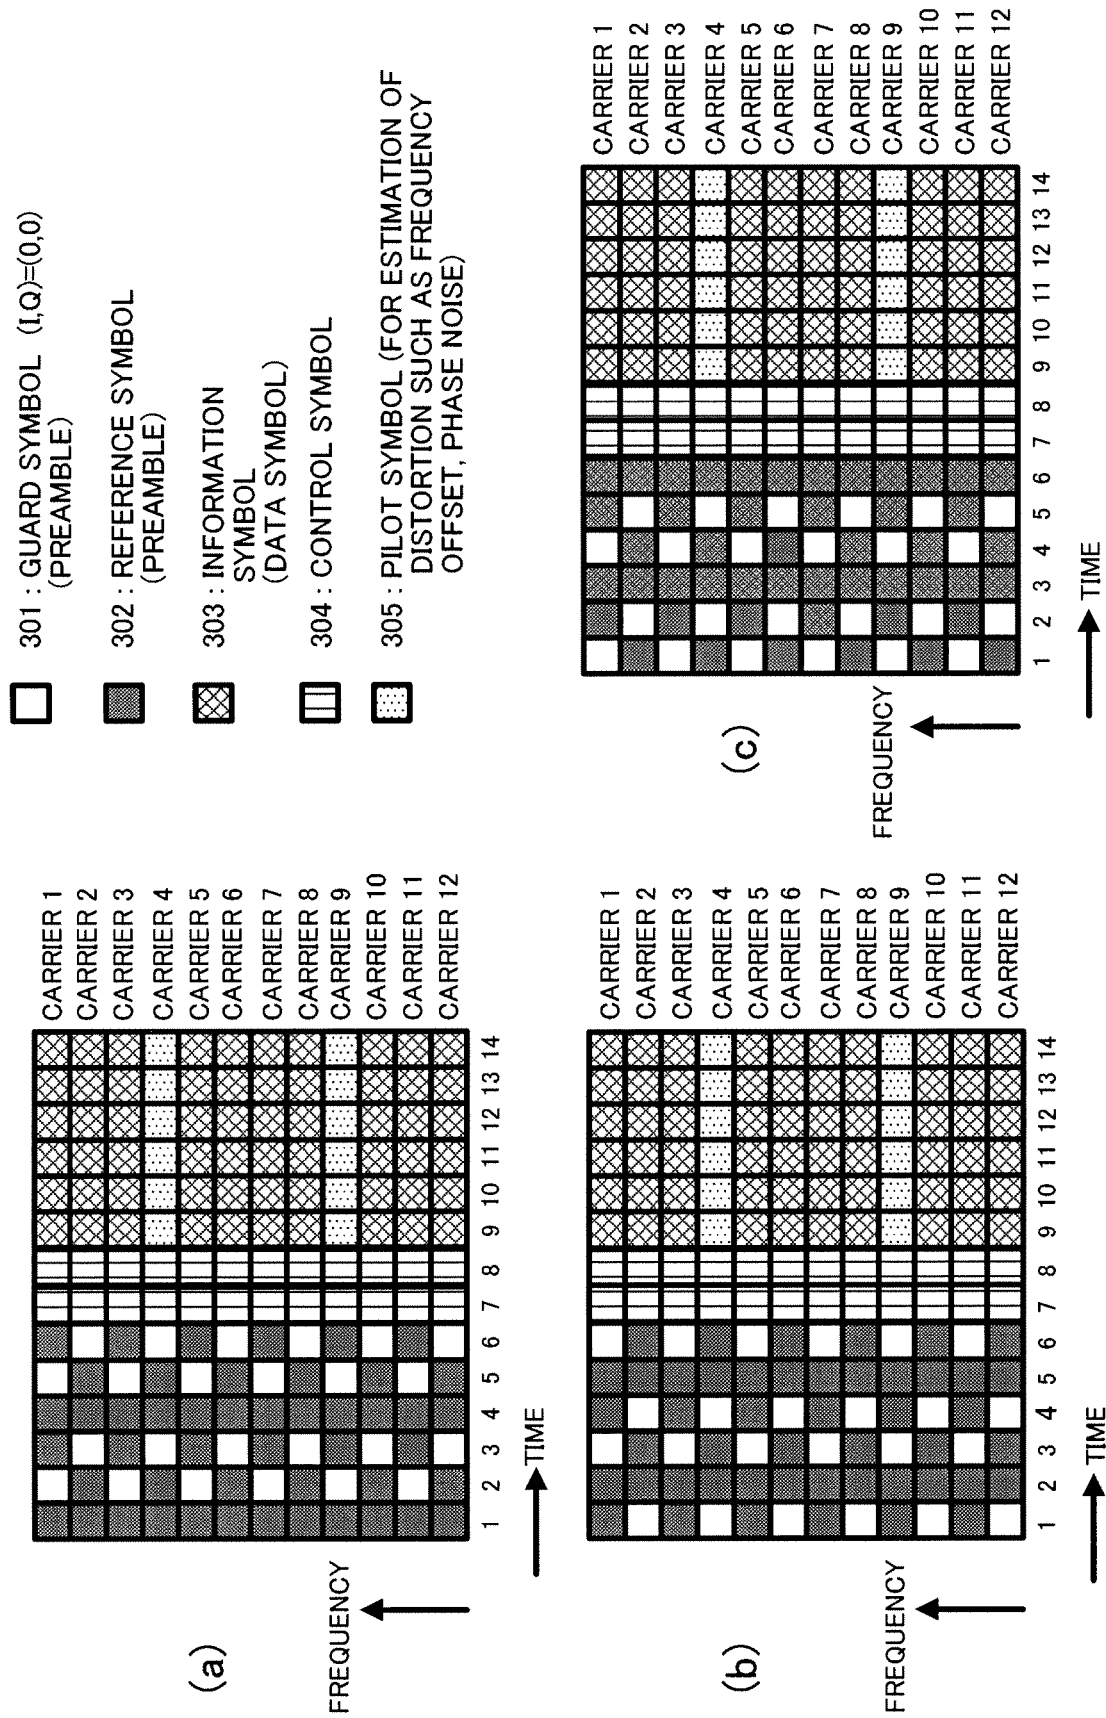 301 : GUARD SYMBOL (I,Q)=(0,0)
(PREAMBLE)
302 : REFERENCE SYMBOL
(PREAMBLE)
303 : INFORMATION
SYMBOL
(DATA SYMBOL)
304 : CONTROL SYMBOL
305 : PILOT SYMBOL (FOR ESTIMATION OF
DISTORTION SUCH AS FREQUENCY
OFFSET, PHASE NOISE)
(a)
FREQUENCY
CARRIER 1
CARRIER 2
CARRIER 3
CARRIER 4
CARRIER 5
CARRIER 6
CARRIER 7
CARRIER 8
CARRIER 9
CARRIER 10
CARRIER 11
CARRIER 12
1 2 3 4 5 6 7 8 9 10 11 12 13 14
TIME
(b)
FREQUENCY
CARRIER 1
CARRIER 2
CARRIER 3
CARRIER 4
CARRIER 5
CARRIER 6
CARRIER 7
CARRIER 8
CARRIER 9
CARRIER 10
CARRIER 11
CARRIER 12
1 2 3 4 5 6 7 8 9 10 11 12 13 14
TIME
(c)
FREQUENCY
CARRIER 1
CARRIER 2
CARRIER 3
CARRIER 4
CARRIER 5
CARRIER 6
CARRIER 7
CARRIER 8
CARRIER 9
CARRIER 10
CARRIER 11
CARRIER 12
1 2 3 4 5 6 7 8 9 10 11 12 13 14
TIME